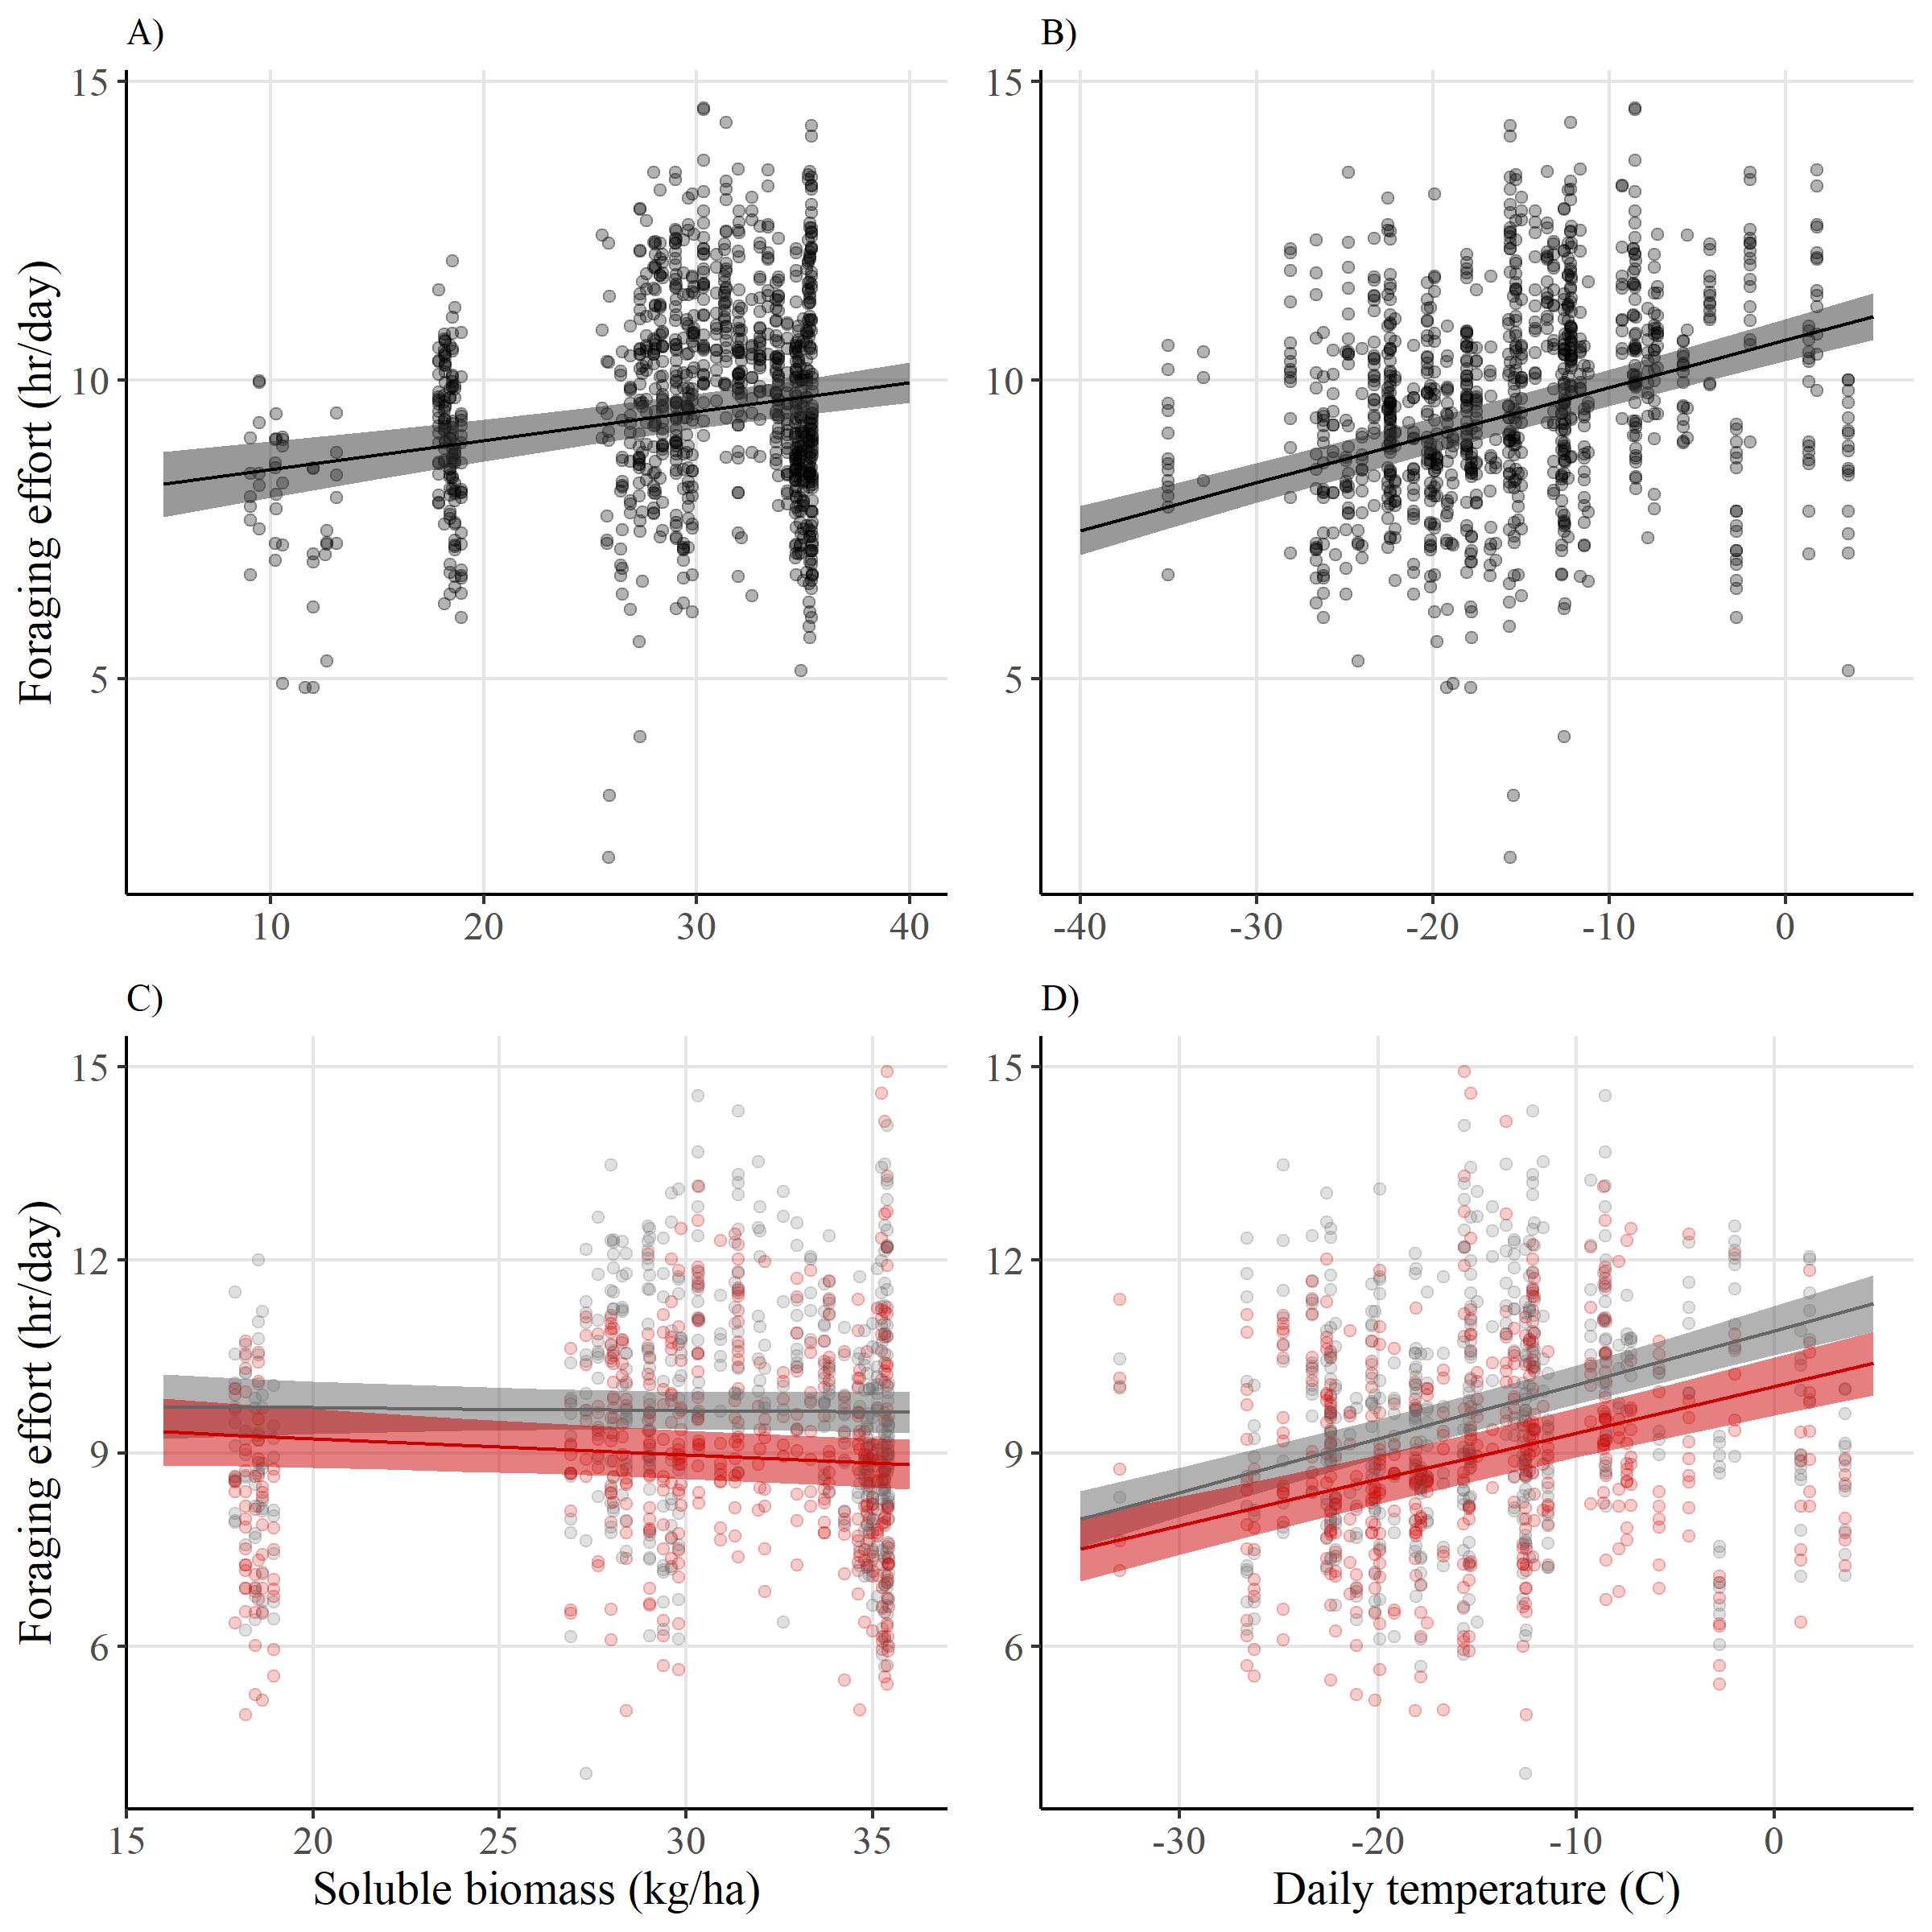 A)
Foraging effort (hr/day)
15
10
5
10 20 30 40
B)
15
10
5
-40 -30 -20 -10 0
C)
Foraging effort (hr/day)
15
12
9
6
15 20 25 30 35
Soluble biomass (kg/ha)
D)
15
12
9
6
-30 -20 -10 0
Daily temperature (C)